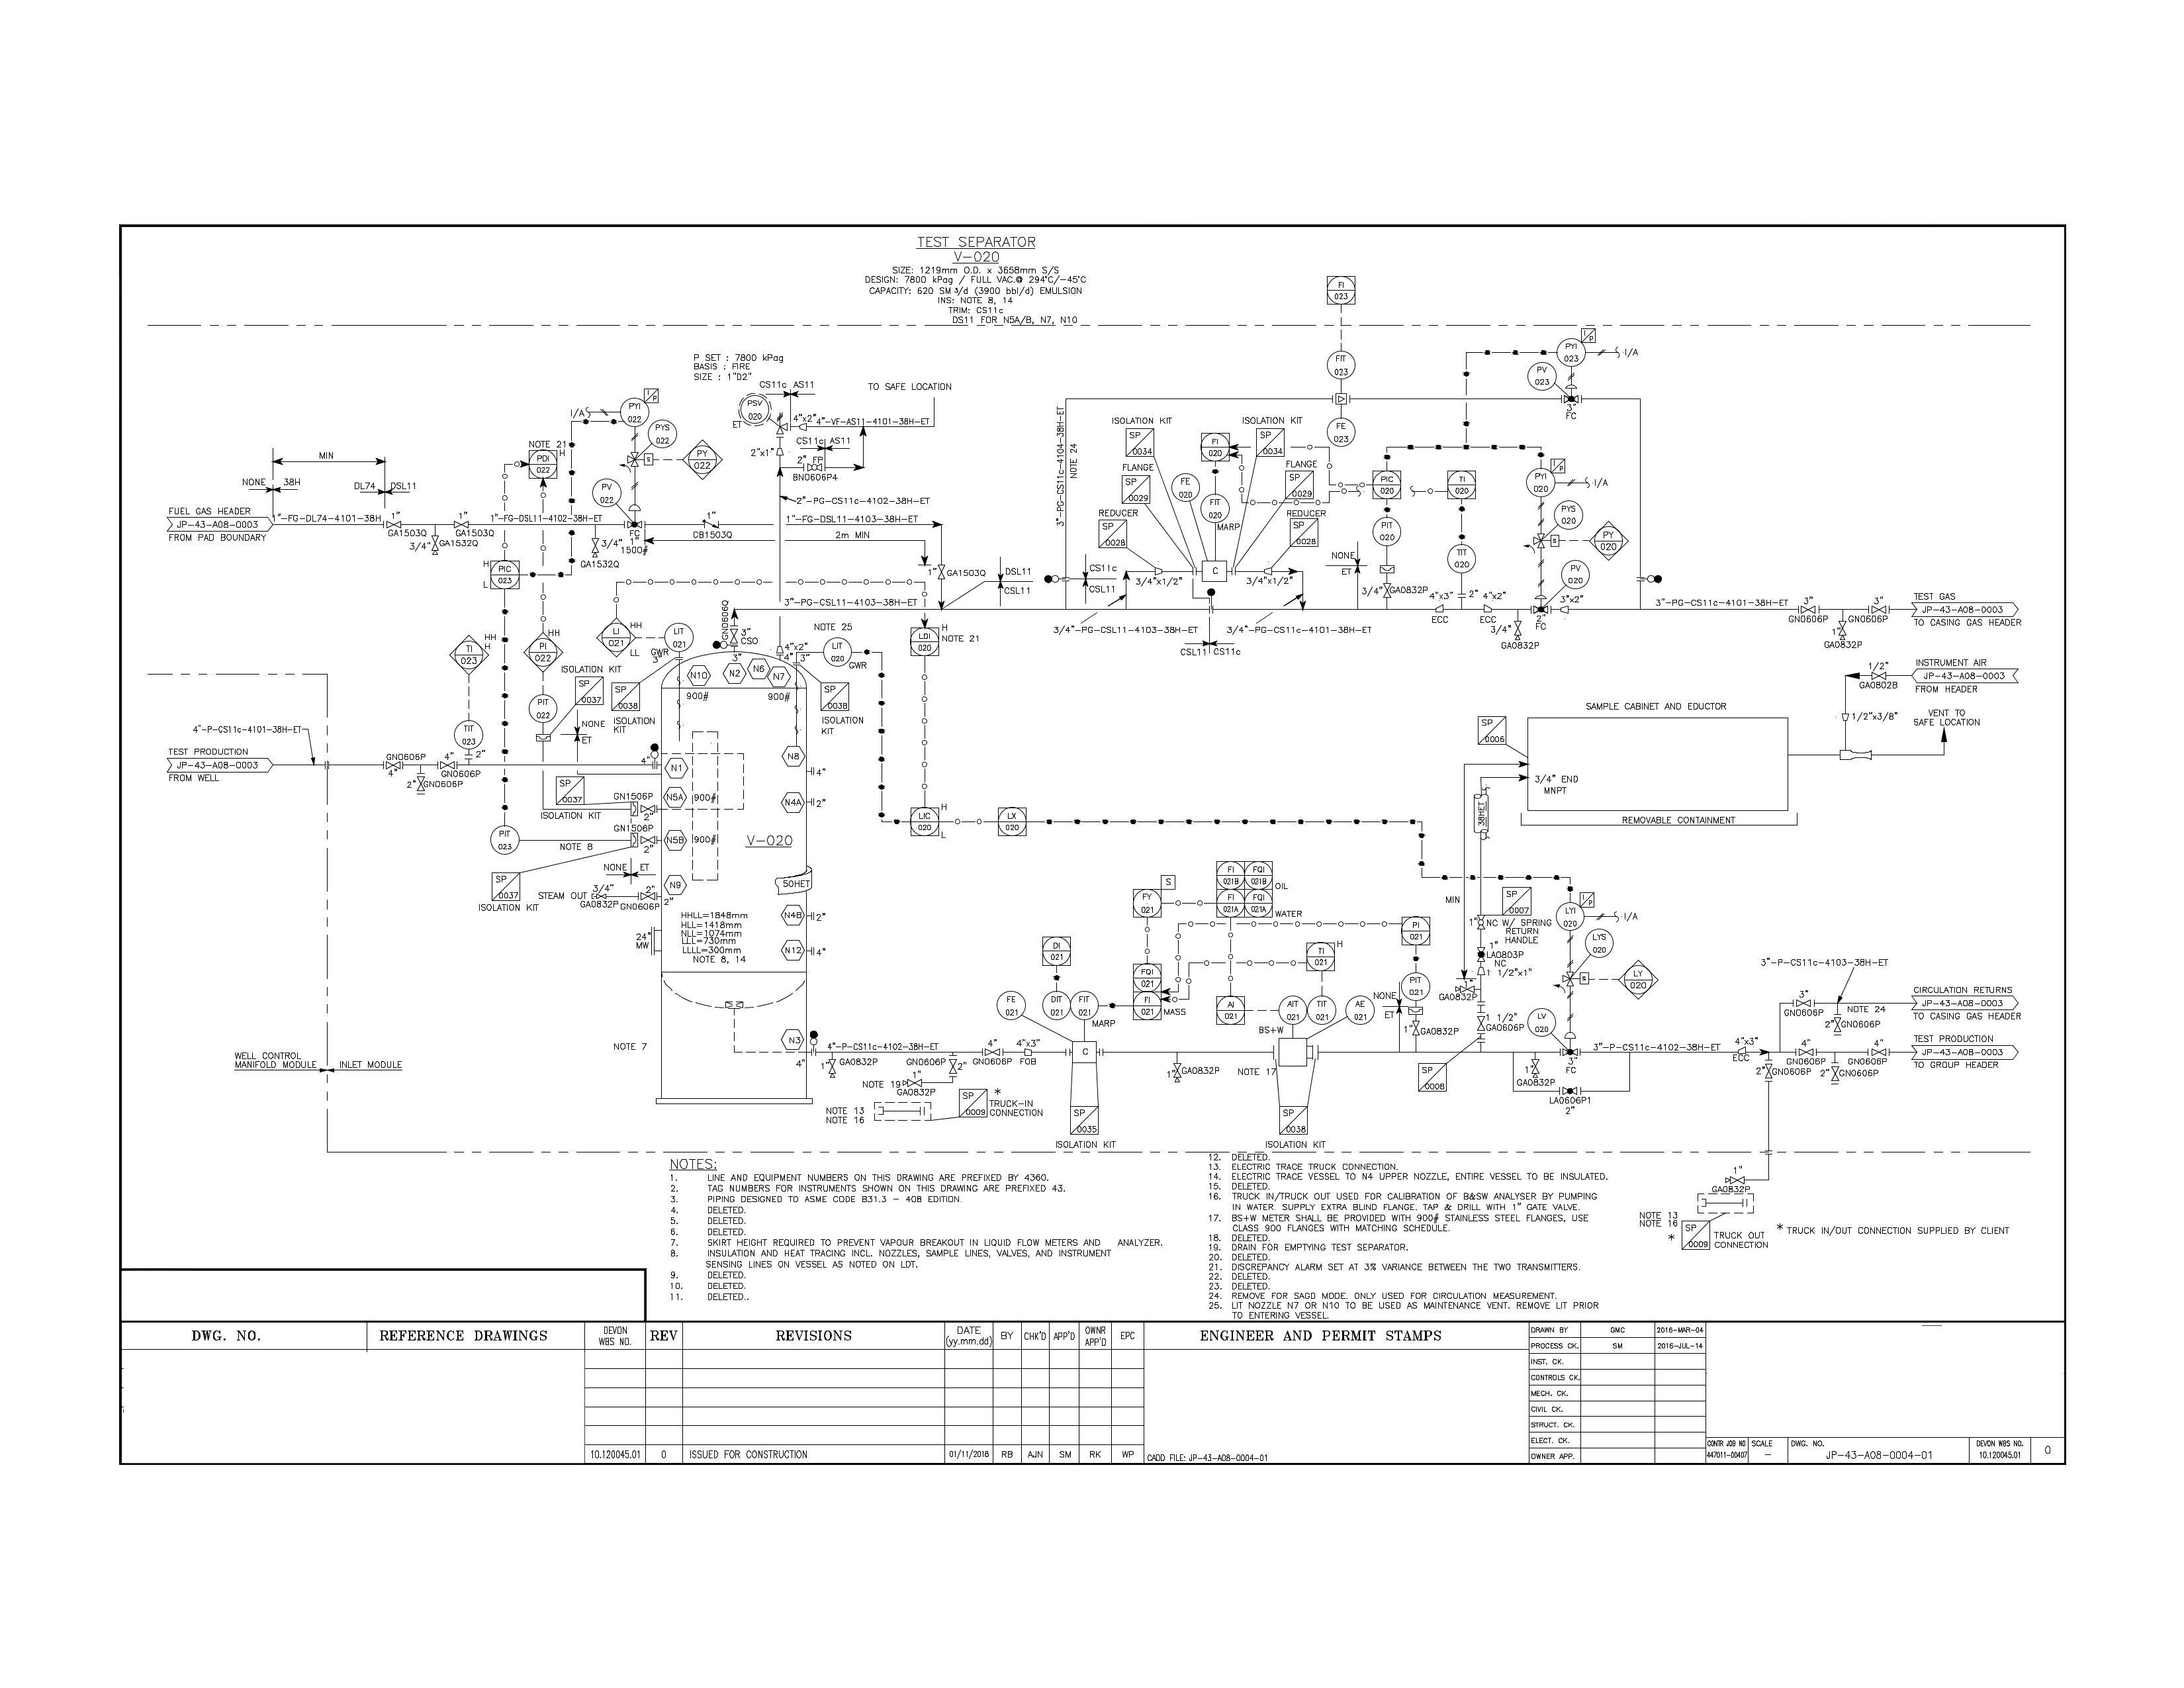 TEST SEPARATOR
V-020
SIZE: 1219mm O.D. x 3658mm S/S
DESIGN: 7800 kPag / FULL VAC.@ 294°C/-45°C
CAPACITY: 620 SM³/d (3900 bbl/d) EMULSION
INS: NOTE 8, 14
TRIM: CS11c
DS11 FOR N5A/B, N7, N10
FI
023
FIT
023
FE
023
PYI
023
I/P
I/A
PV
023
3"
FC
P SET : 7800 kPag
BASIS : FIRE
SIZE : 1"D2"
CS11c AS11
TO SAFE LOCATION
PSV
020
ET
4"x2"
4"-VF-AS11-4101-38H-ET
CS11c AS11
2"x1"
2" FP
BN0606P4
2"-PG-CS11c-4102-38H-ET
PYI
022
I/P
I/A
PYS
022
S
PY
022
NOTE 21
PDI
022
H
PV
022
MIN
NONE 38H
DL74 DSL11
FUEL GAS HEADER
JP-43-A08-0003
FROM PAD BOUNDARY
1"-FG-DL74-4101-38H
1"
GA1503Q
3/4"
GA1532Q
1"
GA1503Q
1"-FG-DSL11-4102-38H-ET
3/4"
GA1532Q
FC
1"
1500#
1"
CB1503Q
1"-FG-DSL11-4103-38H-ET
2m MIN
1"
GA1503Q
H
PIC
023
L
DSL11
CSL11
CS11c
CSL11
3"-PG-CS11c-4104-38H-ET
NOTE 24
ISOLATION KIT
SP
0034
ISOLATION KIT
SP
0034
FI
020
FLANGE
SP
0029
FLANGE
SP
0029
FE
020
FIT
020
MARP
REDUCER
SP
0028
REDUCER
SP
0028
C
3/4"x1/2"
3/4"x1/2"
3/4"-PG-CSL11-4103-38H-ET
3/4"-PG-CS11c-4101-38H-ET
CSL11 CS11c
PIC
020
TI
020
PIT
020
TIT
020
NONE
ET
3/4"
GA0832P
4"x3"
ECC
2"
4"x2"
ECC
3/4"
GA0832P
PYI
020
I/P
I/A
PYS
020
S
PY
020
PV
020
2"
FC
3"x2"
3"-PG-CS11c-4101-38H-ET
3"
GN0606P
3"
GN0606P
1"
GA0832P
TEST GAS
JP-43-A08-0003
TO CASING GAS HEADER
3"-PG-CSL11-4103-38H-ET
GN0606Q
3"
CSO
LI
021
HH
LL
LIT
021
GWR
3"
NOTE 25
4"x2"
4"
3"
LIT
020
GWR
LDI
020
H
NOTE 21
TI
023
HH
H
PI
022
HH
ISOLATION KIT
SP
0037
SP
0038
ISOLATION
KIT
SP
0038
ISOLATION
KIT
PIT
022
NONE
ET
TIT
023
2"
N10
N2
N6
N7
3"
900#
900#
4"-P-CS11c-4101-38H-ET
TEST PRODUCTION
JP-43-A08-0003
FROM WELL
GN0606P
4"
4"
GN0606P
2"
GN0606P
4"
N1
N8
4"
SP
0037
ISOLATION KIT
GN1506P
2"
N5A
900#
N4A
2"
GN1506P
2"
N5B
900#
V-020
PIT
023
NOTE 8
SP
0037
ISOLATION KIT
NONE ET
STEAM OUT
3/4"
GA0832P
2"
GN0606P
2"
N9
50HET
HHLL=1848mm
HLL=1418mm
NLL=1074mm
LLL=730mm
LLLL=300mm
NOTE 8, 14
24"
MW
N4B
2"
N12
4"
N3
4"
NOTE 7
LIC
020
H
L
LX
020
INSTRUMENT AIR
JP-43-A08-0003
FROM HEADER
1/2"
GA0802B
1/2"x3/8"
VENT TO
SAFE LOCATION
SAMPLE CABINET AND EDUCTOR
SP
0006
3/4" END
MNPT
REMOVABLE CONTAINMENT
38HET
MIN
SP
0007
1"
NC W/ SPRING
RETURN
HANDLE
1"
LA0803P
NC
1 1/2"x1"
1"
GA0832P
1 1/2"
GA0606P
SP
0008
FI
021B
FQI
021B
OIL
FI
021A
FQI
021A
WATER
S
FY
021
FQI
021
FI
021
MASS
DI
021
FE
021
DIT
021
FIT
021
MARP
AI
021
TI
021
H
AIT
021
TIT
021
AE
021
BS+W
PI
021
PIT
021
NONE
ET
1"
GA0832P
LYI
020
I/P
I/A
LYS
020
S
LY
020
LV
020
3"
FC
4"-P-CS11c-4102-38H-ET
1"
GA0832P
GN0606P
2"
4"
GN0606P
4"x3"
FOB
C
1"
GA0832P
NOTE 17
NOTE 19
1"
GA0832P
NOTE 13
NOTE 16
SP
0009
*
TRUCK-IN
CONNECTION
SP
0035
ISOLATION KIT
SP
0038
ISOLATION KIT
1"
GA0832P
LA0606P1
2"
3"-P-CS11c-4102-38H-ET
4"x3"
ECC
3"-P-CS11c-4103-38H-ET
3"
GN0606P
2"
GN0606P
NOTE 24
CIRCULATION RETURNS
JP-43-A08-0003
TO CASING GAS HEADER
2"
GN0606P
4"
GN0606P
4"
GN0606P
2"
GN0606P
TEST PRODUCTION
JP-43-A08-0003
TO GROUP HEADER
WELL CONTROL
MANIFOLD MODULE
INLET MODULE
1"
GA0832P
NOTE 13
NOTE 16
*
SP
0009
TRUCK OUT
CONNECTION
* TRUCK IN/OUT CONNECTION SUPPLIED BY CLIENT
NOTES:
1. LINE AND EQUIPMENT NUMBERS ON THIS DRAWING ARE PREFIXED BY 4360.
2. TAG NUMBERS FOR INSTRUMENTS SHOWN ON THIS DRAWING ARE PREFIXED 43.
3. PIPING DESIGNED TO ASME CODE B31.3 - 408 EDITION.
4. DELETED.
5. DELETED.
6. DELETED.
7. SKIRT HEIGHT REQUIRED TO PREVENT VAPOUR BREAKOUT IN LIQUID FLOW METERS AND ANALYZER.
8. INSULATION AND HEAT TRACING INCL. NOZZLES, SAMPLE LINES, VALVES, AND INSTRUMENT
SENSING LINES ON VESSEL AS NOTED ON LDT.
9. DELETED.
10. DELETED.
11. DELETED..
12. DELETED.
13. ELECTRIC TRACE TRUCK CONNECTION.
14. ELECTRIC TRACE VESSEL TO N4 UPPER NOZZLE, ENTIRE VESSEL TO BE INSULATED.
15. DELETED.
16. TRUCK IN/TRUCK OUT USED FOR CALIBRATION OF B&SW ANALYSER BY PUMPING
IN WATER. SUPPLY EXTRA BLIND FLANGE. TAP & DRILL WITH 1" GATE VALVE.
17. BS+W METER SHALL BE PROVIDED WITH 900# STAINLESS STEEL FLANGES, USE
CLASS 900 FLANGES WITH MATCHING SCHEDULE.
18. DELETED.
19. DRAIN FOR EMPTYING TEST SEPARATOR.
20. DELETED.
21. DISCREPANCY ALARM SET AT 3% VARIANCE BETWEEN THE TWO TRANSMITTERS.
22. DELETED.
23. DELETED.
24. REMOVE FOR SAGD MODE. ONLY USED FOR CIRCULATION MEASUREMENT.
25. LIT NOZZLE N7 OR N10 TO BE USED AS MAINTENANCE VENT. REMOVE LIT PRIOR
TO ENTERING VESSEL.
DWG. NO. REFERENCE DRAWINGS
DEVON
WBS NO.
REV REVISIONS
DATE
(yy.mm.dd)
BY CHK'D APP'D
OWNR
APP'D
EPC
ENGINEER AND PERMIT STAMPS
10.120045.01 0 ISSUED FOR CONSTRUCTION 01/11/2018 RB AJN SM RK WP
CADD FILE: JP-43-A08-0004-01
DRAWN BY GMC 2016-MAR-04
PROCESS CK. SM 2016-JUL-14
INST. CK.
CONTROLS CK.
MECH. CK.
CIVIL CK.
STRUCT. CK.
ELECT. CK.
OWNER APP.
CONTR JOB NO
447011-00407
SCALE
-
DWG. NO.
JP-43-A08-0004-01
DEVON WBS NO.
10.120045.01
0